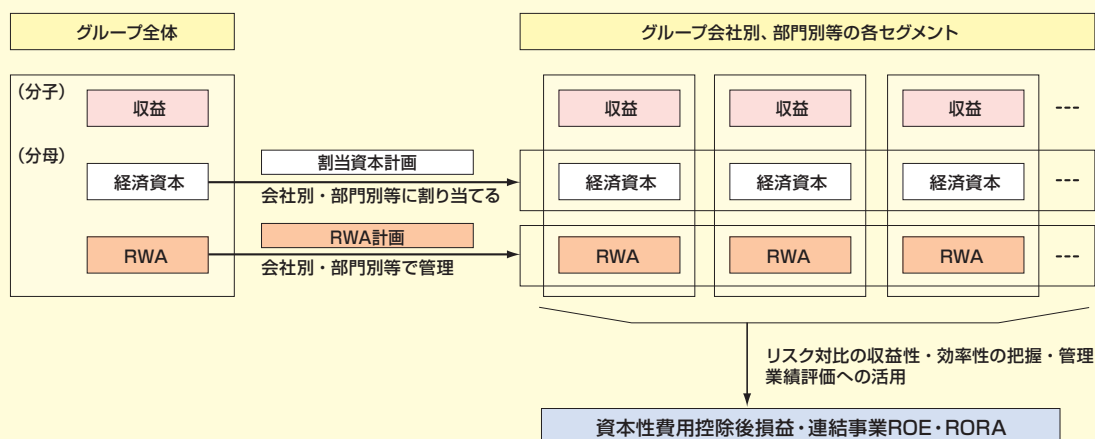 グループ全体
グループ会社別、部門別等の各セグメント
(分子)
収益
収益
収益
収益
---
(分母)
経済資本
割当資本計画
会社別・部門別等に割り当てる
経済資本
経済資本
経済資本
---
RWA
RWA計画
会社別・部門別等で管理
RWA
RWA
RWA
---
リスク対比の収益性・効率性の把握・管理
業績評価への活用
資本性費用控除後損益・連結事業ROE・RORA